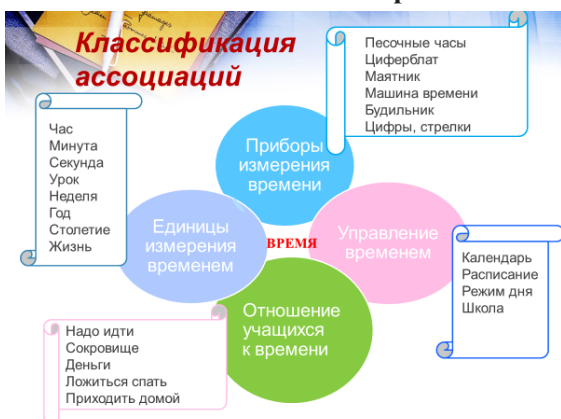 Классификация
ассоциаций
Песочные часы
Циферблат
Маятник
Машина времени
Будильник
Цифры, стрелки
Час
Минута
Секунда
Урок
Неделя
Год
Столетие
Жизнь
Приборы
измерения
времени
Единицы
измерения
временем
ВРЕМЯ
Управление
временем
Календарь
Расписание
Режим дня
Школа
Отношение
учащихся
к времени
Надо идти
Сокровище
Деньги
Ложиться спать
Приходить домой